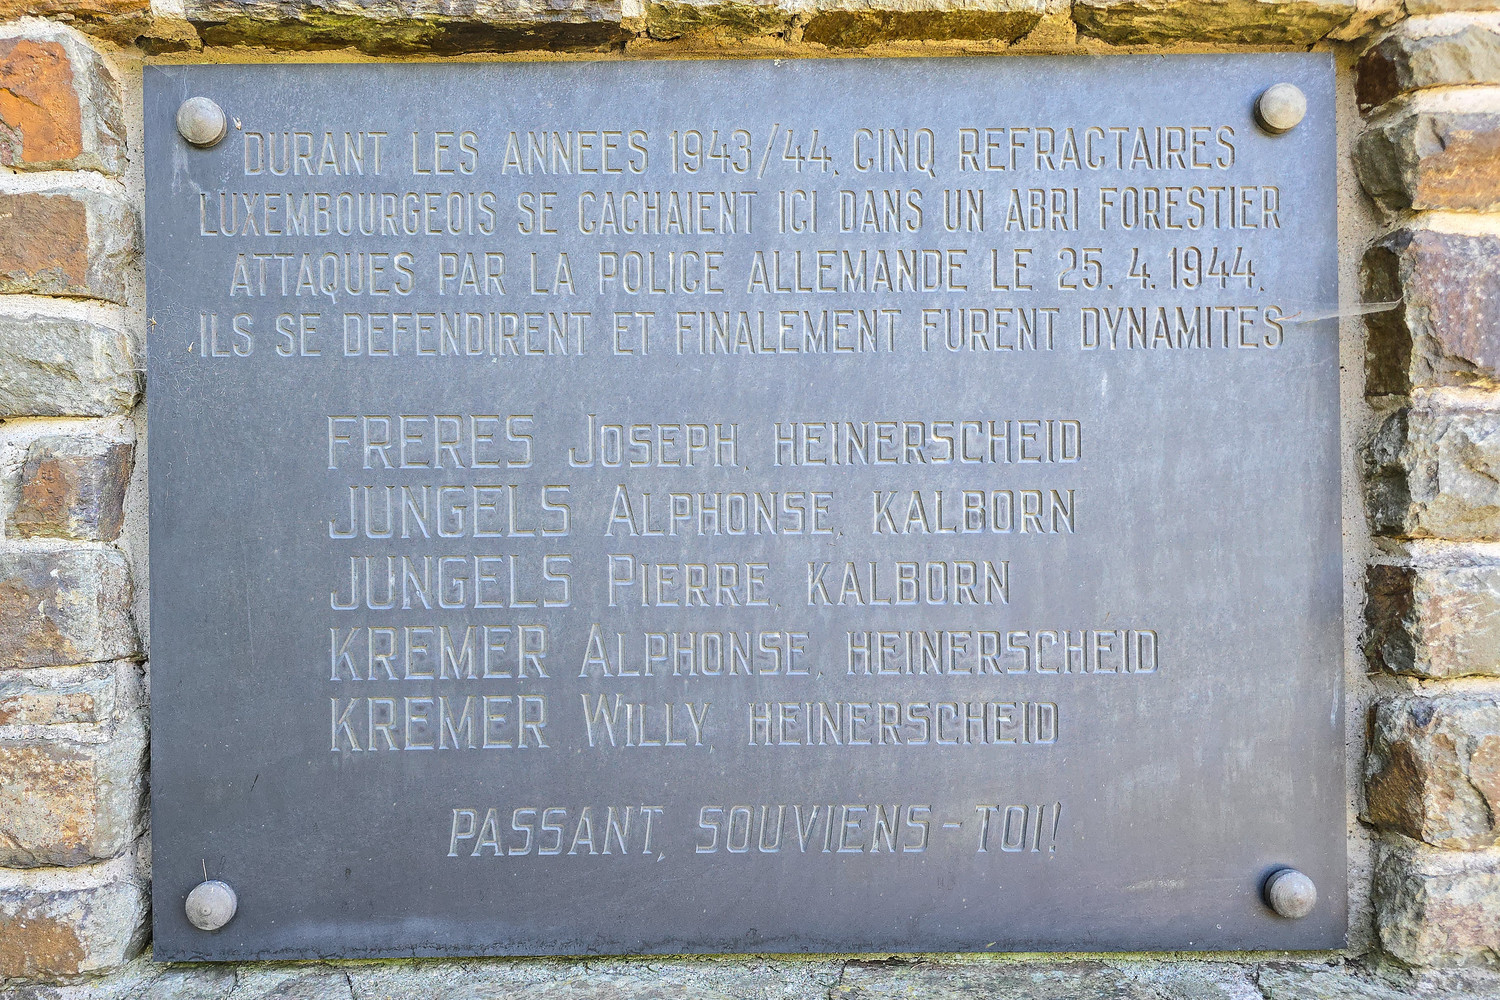 DURANT LES ANNEES 1943/44, CINQ REFRACTAIRES
LUXEMBOURGEOIS SE CACHAIENT ICI DANS UN ABRI FORESTIER
ATTAQUES PAR LA POLICE ALLEMANDE LE 25.4.1944.
ILS SE DEFENDIRENT ET FINALEMENT FURENT DYNAMITES
FRERES JOSEPH, HEINERSCHEID
JUNGELS ALPHONSE, KALBORN
JUNGELS PIERRE, KALBORN
KREMER ALPHONSE, HEINERSCHEID
KREMER WILLY, HEINERSCHEID
PASSANT, SOUVIENS-TOI!